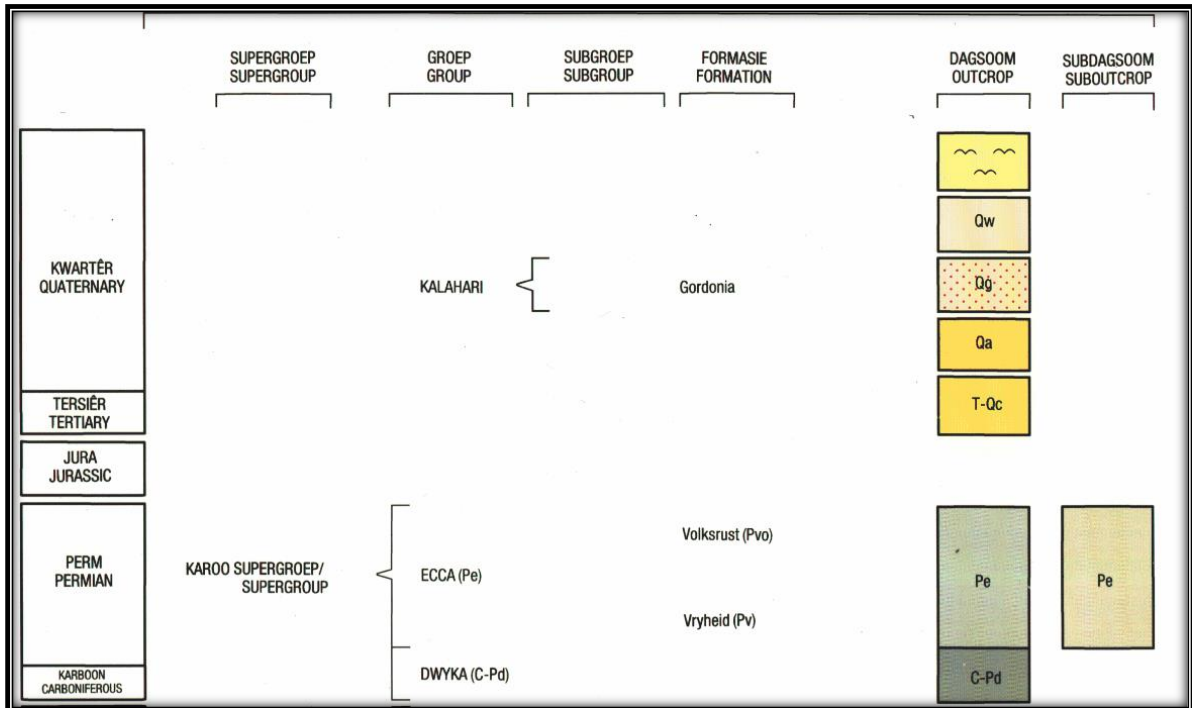 SUPERGROEP
SUPERGROUP
GROEP
GROUP
SUBGROEP
SUBGROUP
FORMASIE
FORMATION
DAGSOOM
OUTCROP
SUBDAGSOOM
SUBOUTCROP
KWARTÊR
QUATERNARY
KALAHARI
Gordonia
Qw
Qg
Qa
TERSIÊR
TERTIARY
T-Qc
JURA
JURASSIC
PERM
PERMIAN
KAROO SUPERGROEP/
SUPERGROUP
ECCA (Pe)
Volksrust (Pvo)
Vryheid (Pv)
Pe
Pe
KARBOON
CARBONIFEROUS
DWYKA (C-Pd)
C-Pd